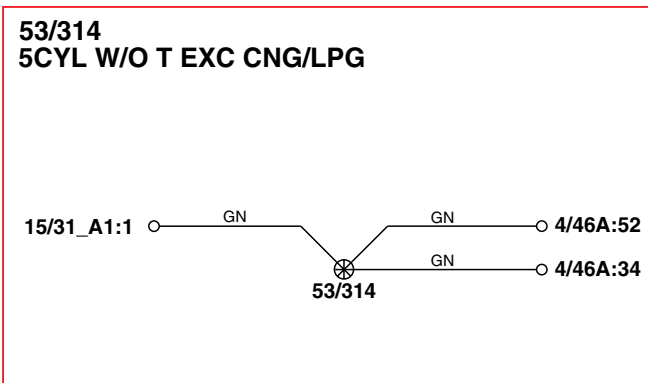 53/314
5CYL W/O T EXC CNG/LPG
15/31_A1:1
GN
GN
4/46A:52
GN
4/46A:34
53/314